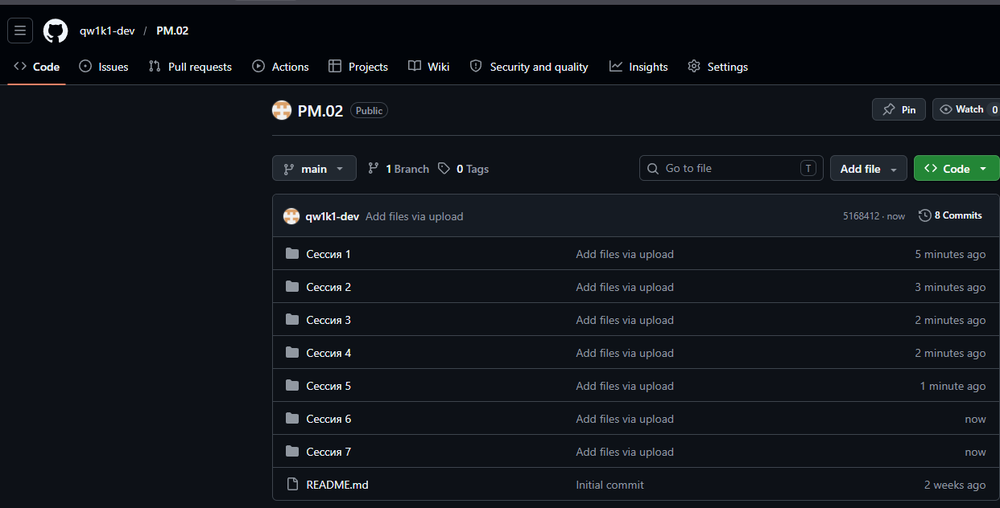 qw1k1-dev / PM.02
Code Issues Pull requests Actions Projects Wiki Security and quality Insights Settings
PM.02 Public Pin Watch 0
main 1 Branch 0 Tags Go to file T Add file Code
qw1k1-dev Add files via upload 5168412 · now 8 Commits
Сессия 1 Add files via upload 5 minutes ago
Сессия 2 Add files via upload 3 minutes ago
Сессия 3 Add files via upload 2 minutes ago
Сессия 4 Add files via upload 2 minutes ago
Сессия 5 Add files via upload 1 minute ago
Сессия 6 Add files via upload now
Сессия 7 Add files via upload now
README.md Initial commit 2 weeks ago